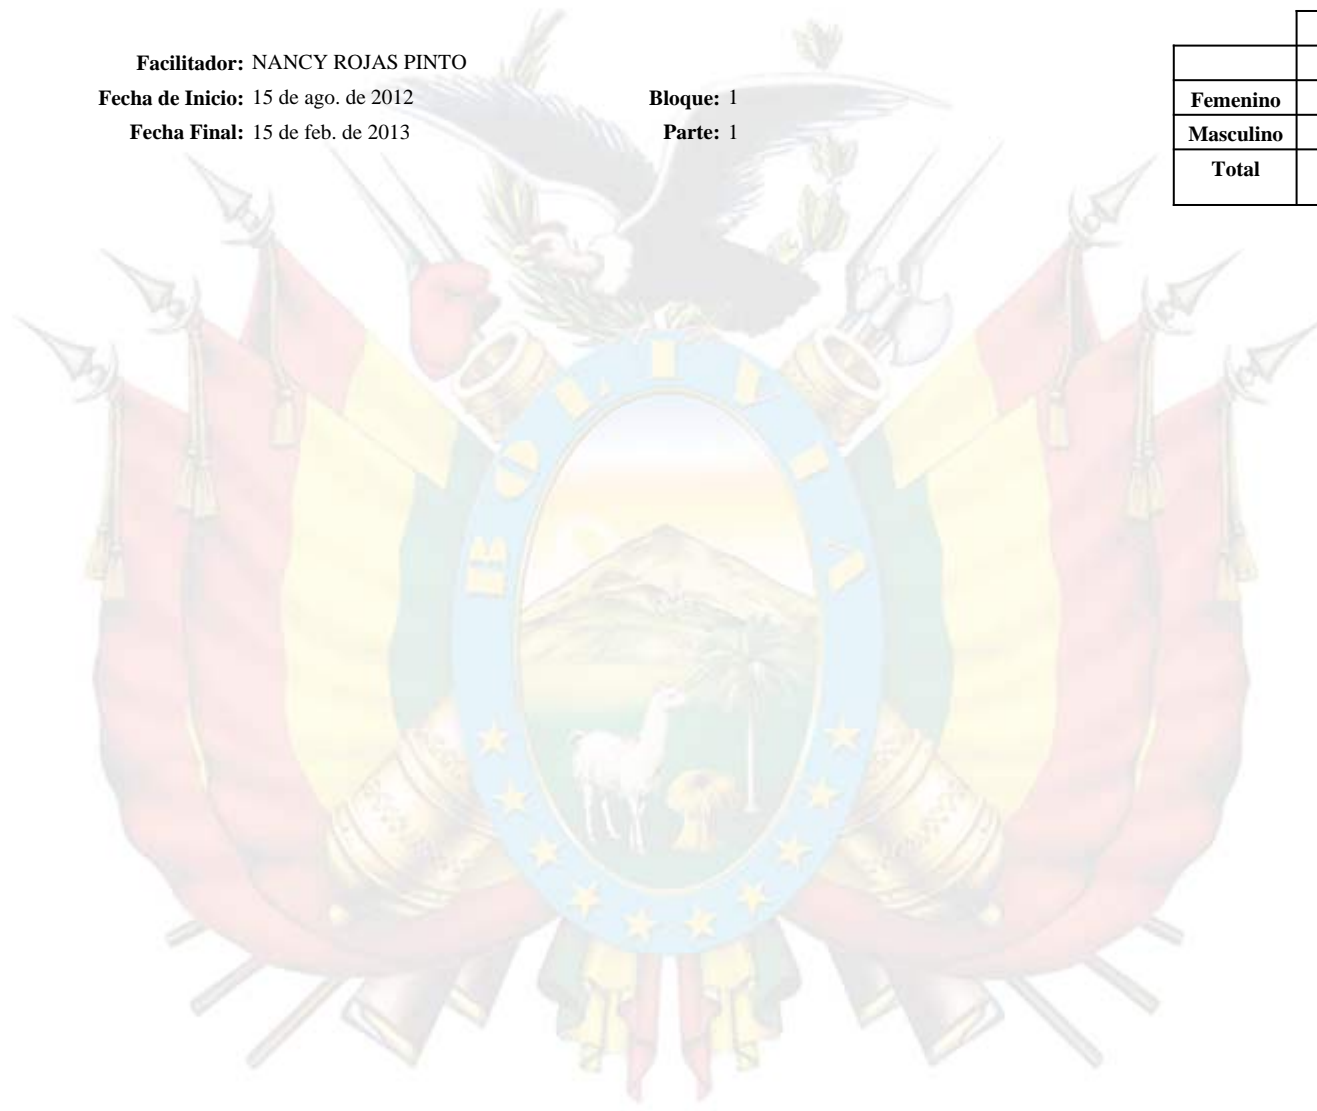 Facilitador: NANCY ROJAS PINTO
Fecha de Inicio: 15 de ago. de 2012 Bloque: 1
Fecha Final: 15 de feb. de 2013 Parte: 1
Femenino
Masculino
Total
BOLIVIA